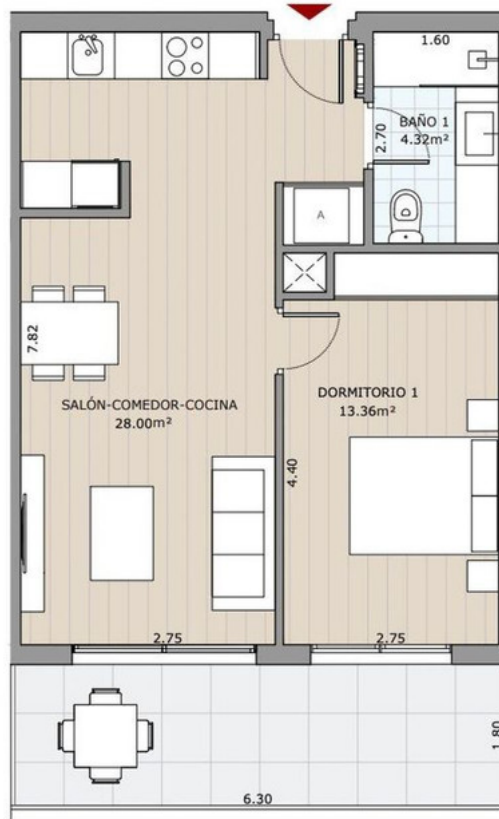 1.60
BAÑO 1
4.32m²
2.70
A
7.82
SALÓN-COMEDOR-COCINA
28.00m²
DORMITORIO 1
13.36m²
4.40
2.75
2.75
1.80
6.30